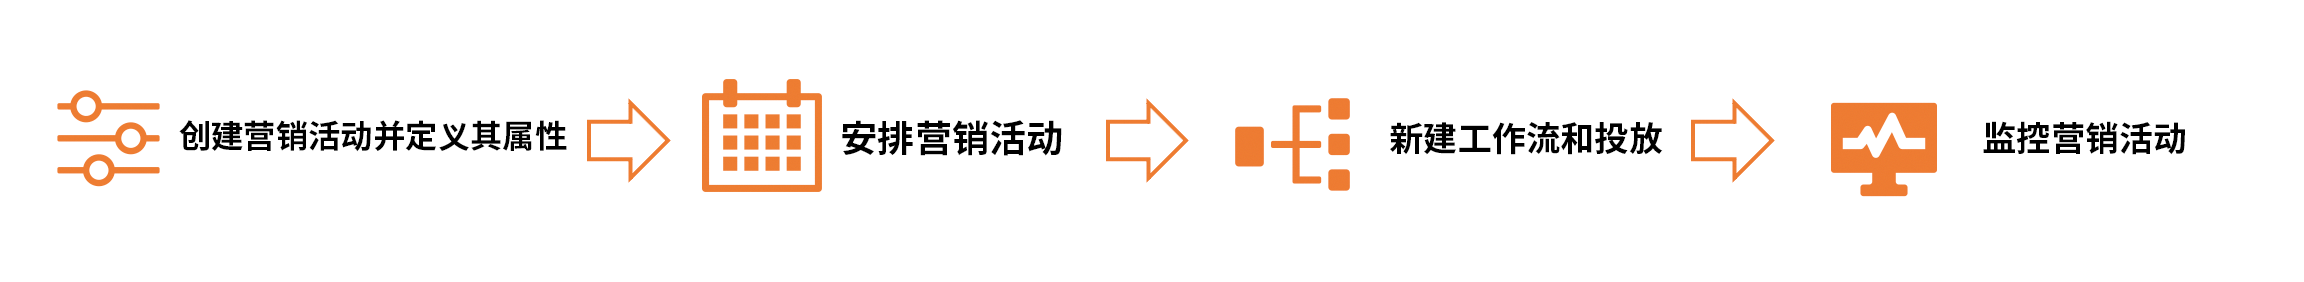 创建营销活动并定义其属性
安排营销活动
新建工作流和投放
监控营销活动